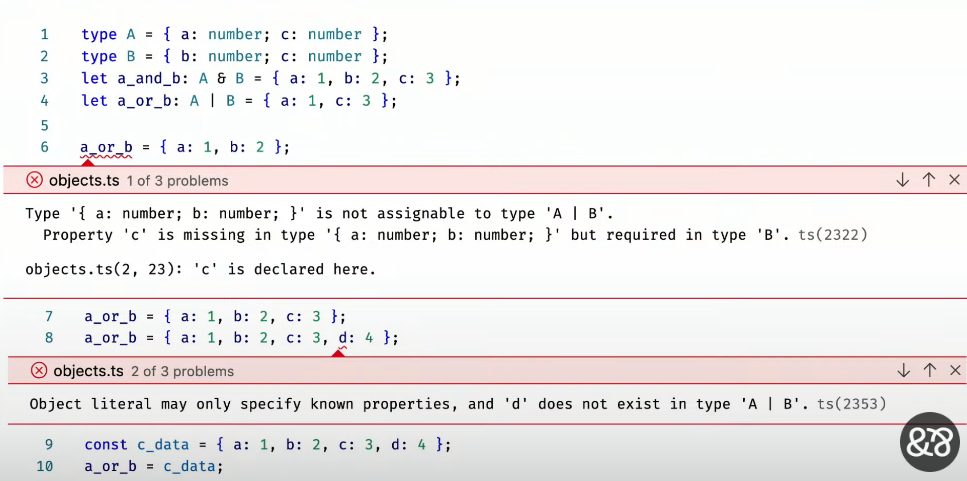 1 type A = { a: number; c: number };
2 type B = { b: number; c: number };
3 let a_and_b: A & B = { a: 1, b: 2, c: 3 };
4 let a_or_b: A | B = { a: 1, c: 3 };
5
6 a_or_b = { a: 1, b: 2 };
objects.ts 1 of 3 problems
Type '{ a: number; b: number; }' is not assignable to type 'A | B'.
Property 'c' is missing in type '{ a: number; b: number; }' but required in type 'B'. ts(2322)
objects.ts(2, 23): 'c' is declared here.
7 a_or_b = { a: 1, b: 2, c: 3 };
8 a_or_b = { a: 1, b: 2, c: 3, d: 4 };
objects.ts 2 of 3 problems
Object literal may only specify known properties, and 'd' does not exist in type 'A | B'. ts(2353)
9 const c_data = { a: 1, b: 2, c: 3, d: 4 };
10 a_or_b = c_data;